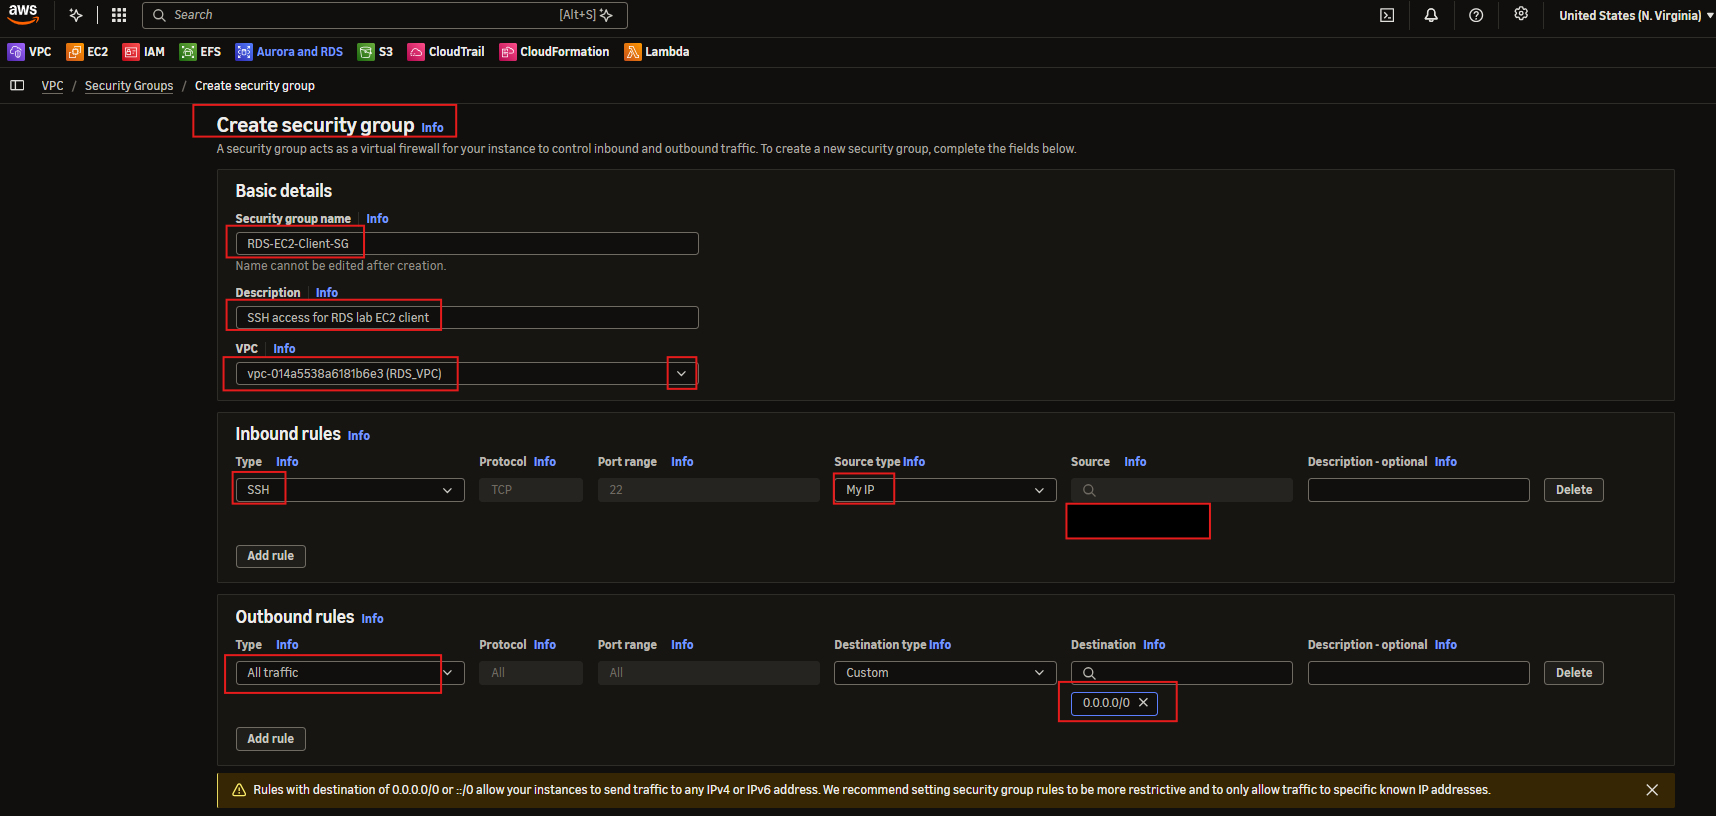 aws
Search [Alt+S]
United States (N. Virginia)
VPC EC2 IAM EFS Aurora and RDS S3 CloudTrail CloudFormation Lambda
VPC / Security Groups / Create security group
Create security group Info
A security group acts as a virtual firewall for your instance to control inbound and outbound traffic. To create a new security group, complete the fields below.
Basic details
Security group name Info
RDS-EC2-Client-SG
Name cannot be edited after creation.
Description Info
SSH access for RDS lab EC2 client
VPC Info
vpc-014a5538a6181b6e3 (RDS_VPC)
Inbound rules Info
Type Info Protocol Info Port range Info Source type Info Source Info Description - optional Info
SSH TCP 22 My IP Delete
Add rule
Outbound rules Info
Type Info Protocol Info Port range Info Destination type Info Destination Info Description - optional Info
All traffic All All Custom Delete
0.0.0.0/0
Add rule
Rules with destination of 0.0.0.0/0 or ::/0 allow your instances to send traffic to any IPv4 or IPv6 address. We recommend setting security group rules to be more restrictive and to only allow traffic to specific known IP addresses.